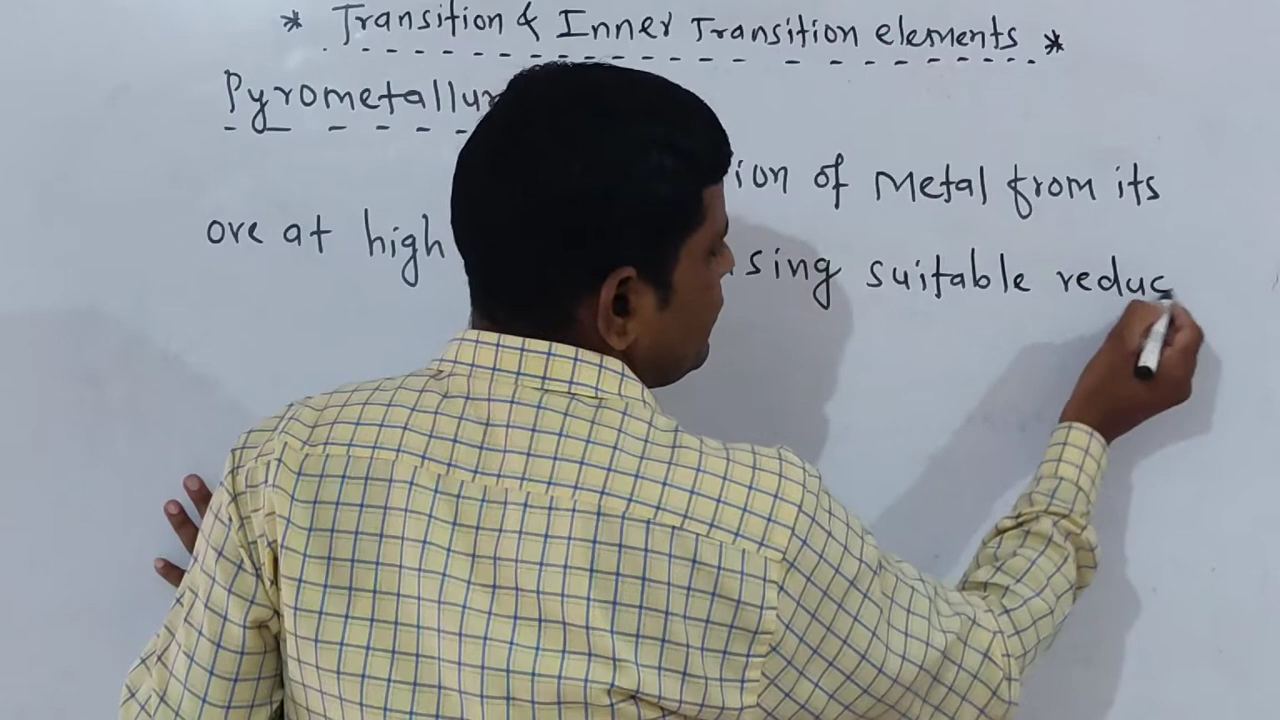 * Transition & Inner Transition elements *
Pyrometallur
ion of Metal from its
ore at high sing suitable reduc